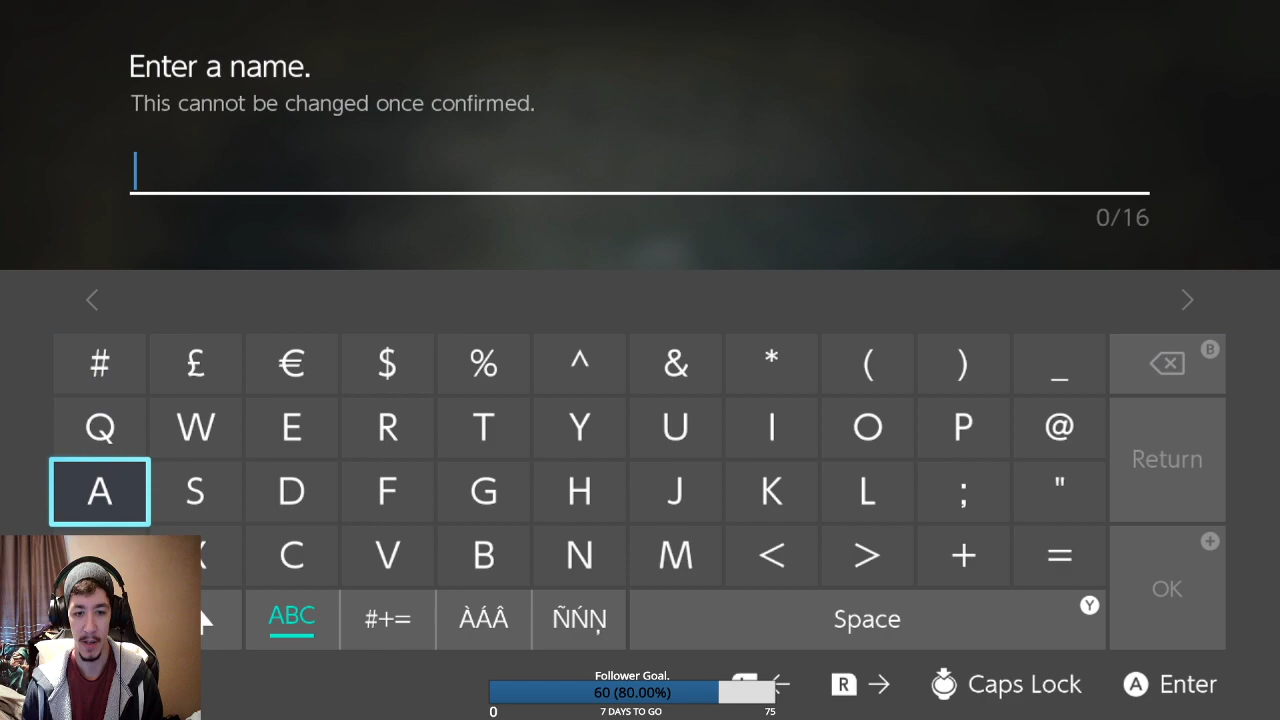 Enter a name.
This cannot be changed once confirmed.
0/16
# £ € $ % ^ & * ( ) _ B
Q W E R T Y U I O P @
Return
A S D F G H J K L ; "
C V B N M < > + =
OK
ABC #+= ÀÁÂ ÑŃŅ Space Y
R → Caps Lock A Enter
Follower Goal.
60 (80.00%)
0 7 DAYS TO GO 75